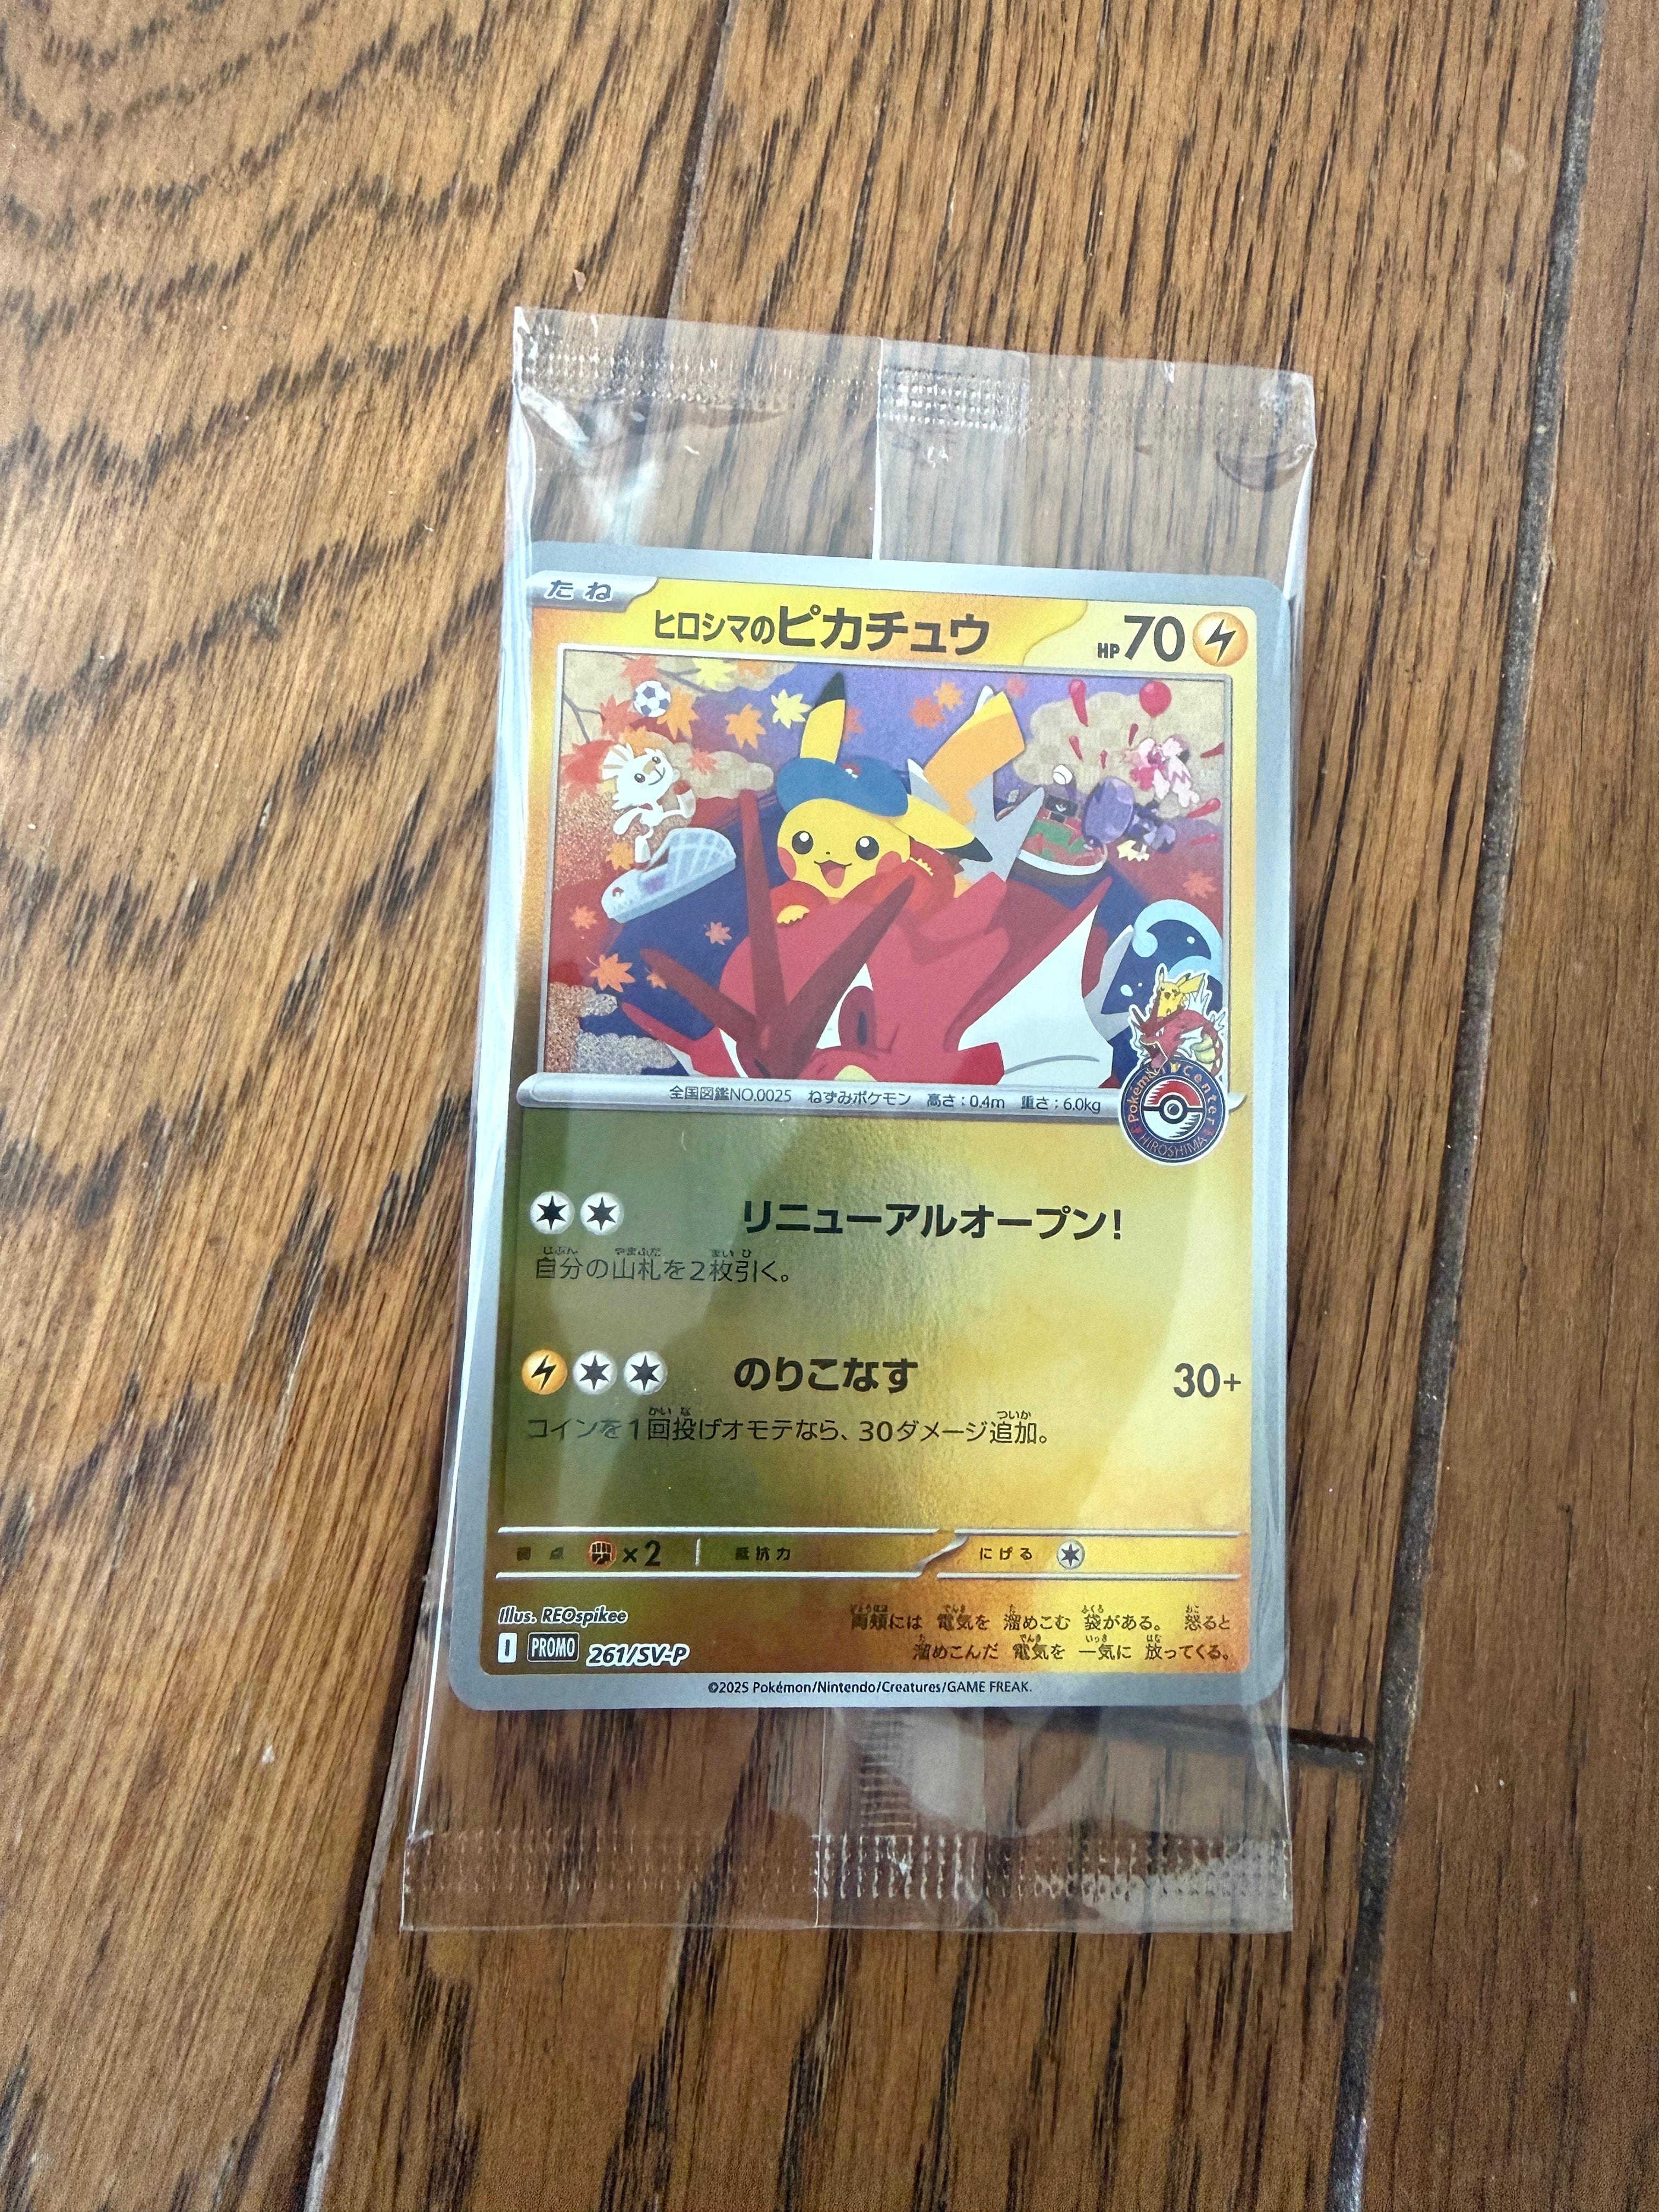 たね
ヒロシマのピカチュウ
HP70
全国図鑑NO.0025 ねずみポケモン 高さ:0.4m 重さ:6.0kg
Pokémon Center
HIROSHIMA
リニューアルオープン!
自分の山札を2枚引く。
のりこなす 30+
コインを1回投げオモテなら、30ダメージ追加。
弱点 ×2 抵抗力 にげる
Illus. REOspikee
両頬には 電気を 溜めこむ 袋がある。 怒ると
溜めこんだ 電気を 一気に 放ってくる。
I PROMO 261/SV-P
©2025 Pokémon/Nintendo/Creatures/GAME FREAK.